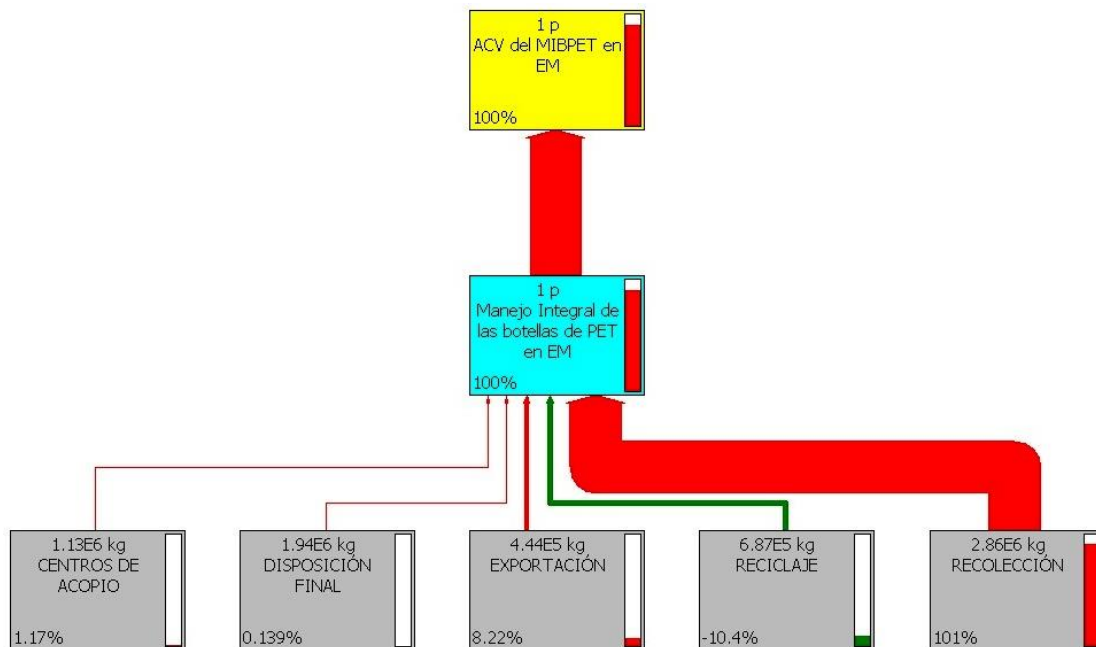 1 p
ACV del MIBPET en
EM
100%
1 p
Manejo Integral de
las botellas de PET
en EM
100%
1.13E6 kg
CENTROS DE
ACOPIO
1.17%
1.94E6 kg
DISPOSICIÓN
FINAL
0.139%
4.44E5 kg
EXPORTACIÓN
8.22%
6.87E5 kg
RECICLAJE
-10.4%
2.86E6 kg
RECOLECCIÓN
101%